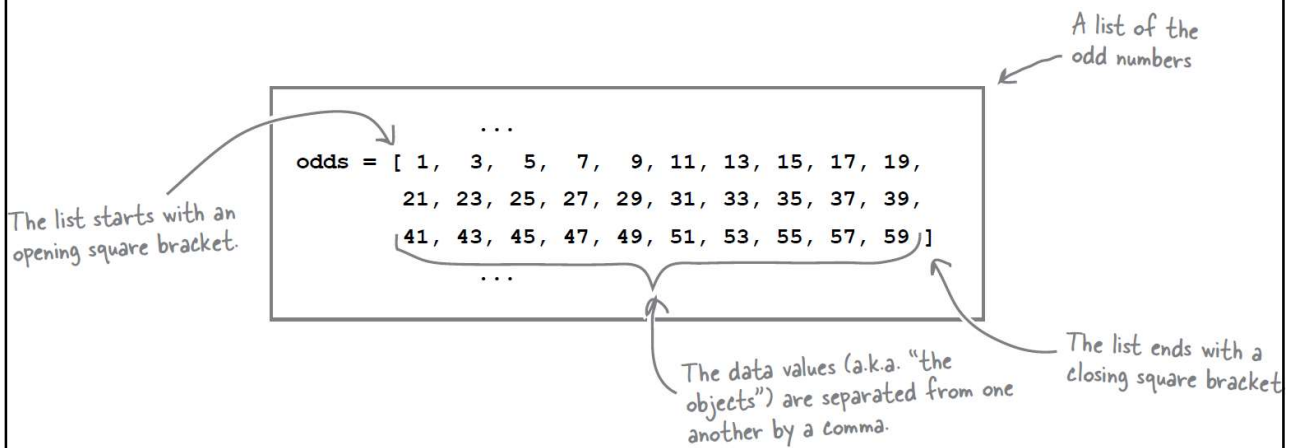 A list of the
odd numbers
...
odds = [ 1, 3, 5, 7, 9, 11, 13, 15, 17, 19,
21, 23, 25, 27, 29, 31, 33, 35, 37, 39,
41, 43, 45, 47, 49, 51, 53, 55, 57, 59 ]
...
The list starts with an
opening square bracket.
The data values (a.k.a. “the
objects”) are separated from one
another by a comma.
The list ends with a
closing square bracket